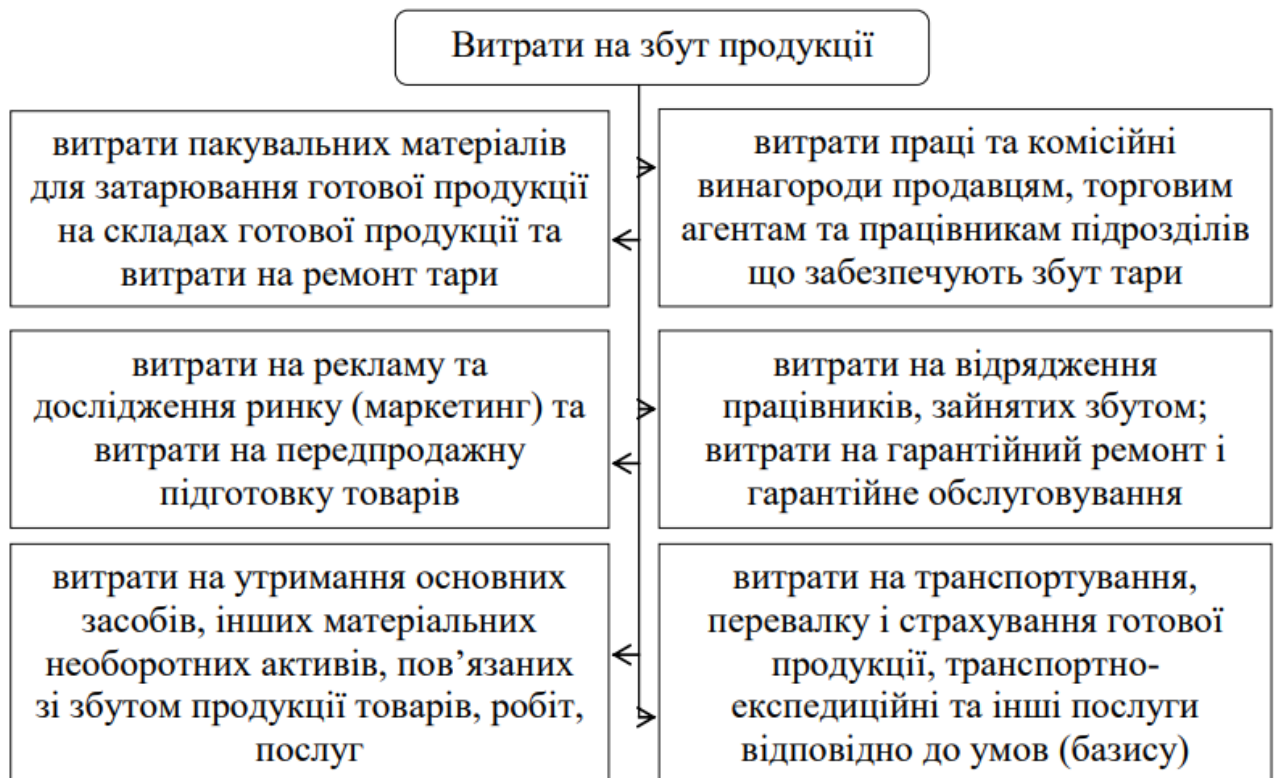 Витрати на збут продукції
витрати пакувальних матеріалів
для затарювання готової продукції
на складах готової продукції та
витрати на ремонт тари
витрати праці та комісійні
винагороди продавцям, торговим
агентам та працівникам підрозділів
що забезпечують збут тари
витрати на рекламу та
дослідження ринку (маркетинг) та
витрати на передпродажну
підготовку товарів
витрати на відрядження
працівників, зайнятих збутом;
витрати на гарантійний ремонт і
гарантійне обслуговування
витрати на утримання основних
засобів, інших матеріальних
необоротних активів, пов’язаних
зі збутом продукції товарів, робіт,
послуг
витрати на транспортування,
перевалку і страхування готової
продукції, транспортно-
експедиційні та інші послуги
відповідно до умов (базису)